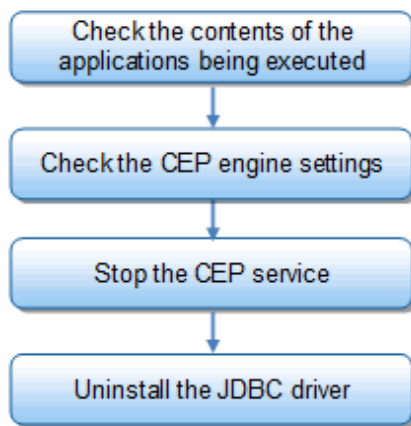 Check the contents of the
applications being executed
Check the CEP engine settings
Stop the CEP service
Uninstall the JDBC driver